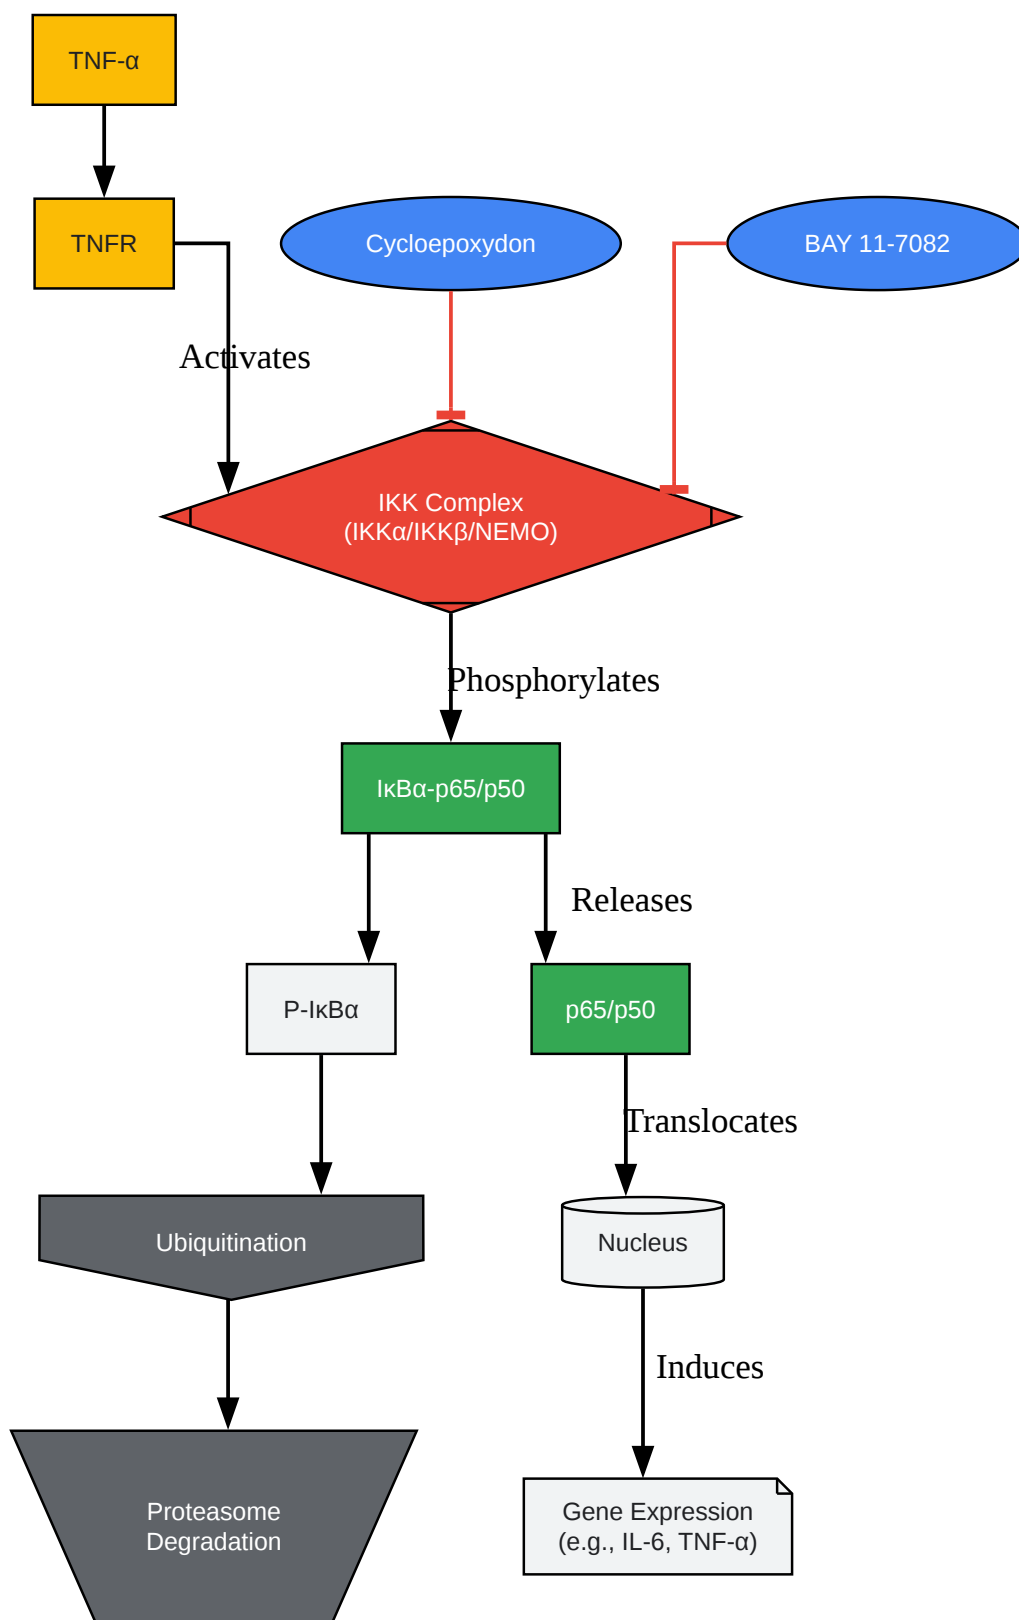 TNF-α
TNFR
Cycloepoxydon
BAY 11-7082
Activates
IKK Complex
(IKKα/IKKβ/NEMO)
Phosphorylates
IκBα-p65/p50
Releases
P-IκBα
p65/p50
Translocates
Ubiquitination
Nucleus
Induces
Proteasome
Degradation
Gene Expression
(e.g., IL-6, TNF-α)